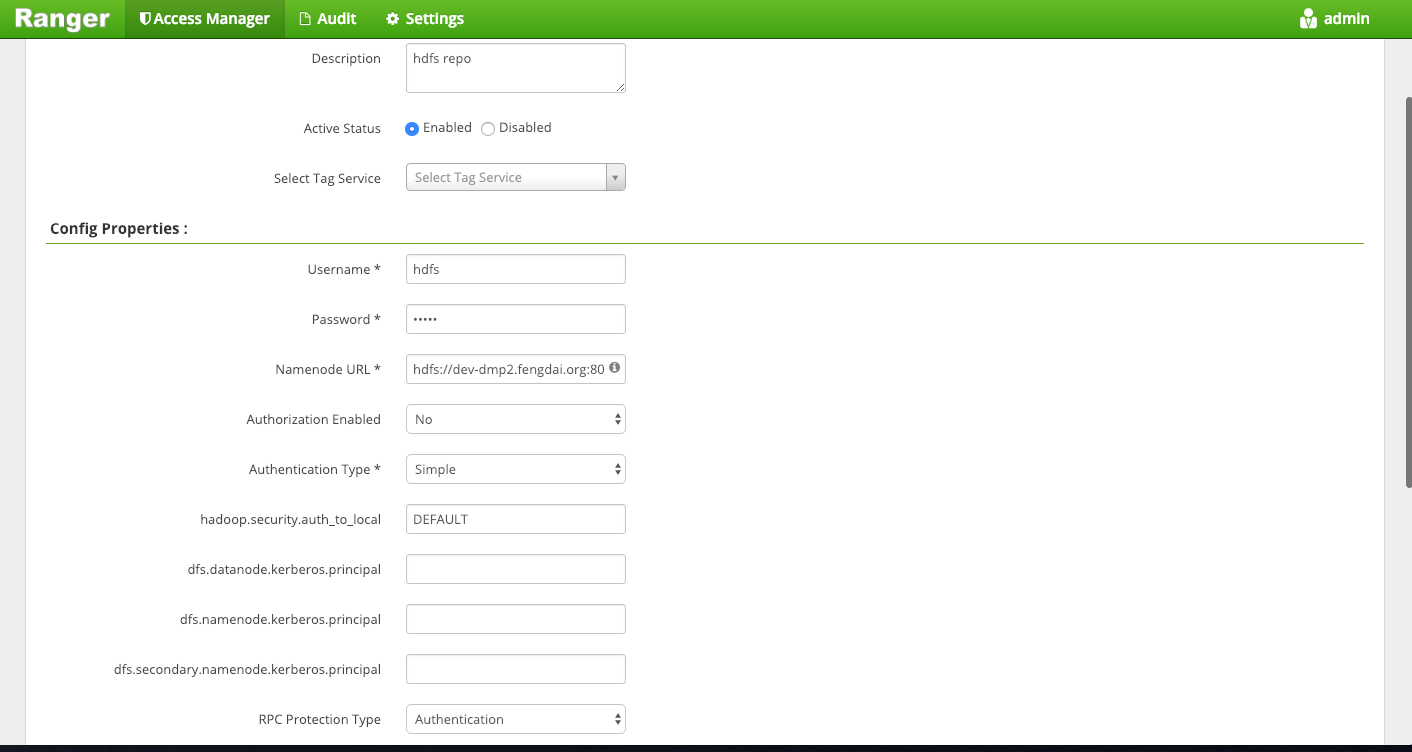 Ranger Access Manager Audit Settings admin
Description hdfs repo
Active Status Enabled Disabled
Select Tag Service Select Tag Service
Config Properties :
Username * hdfs
Password * •••••
Namenode URL * hdfs://dev-dmp2.fengdai.org:80
Authorization Enabled No
Authentication Type * Simple
hadoop.security.auth_to_local DEFAULT
dfs.datanode.kerberos.principal
dfs.namenode.kerberos.principal
dfs.secondary.namenode.kerberos.principal
RPC Protection Type Authentication